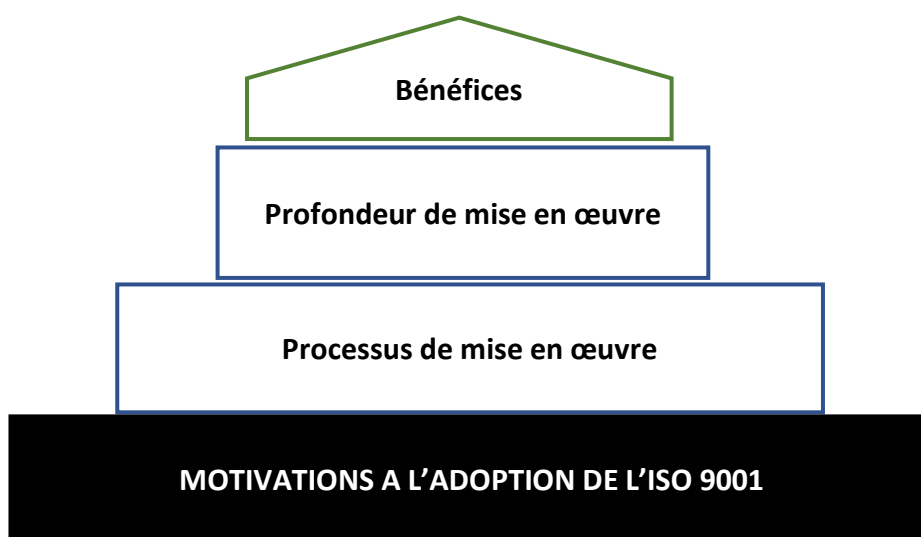 Bénéfices
Profondeur de mise en œuvre
Processus de mise en œuvre
MOTIVATIONS A L’ADOPTION DE L’ISO 9001